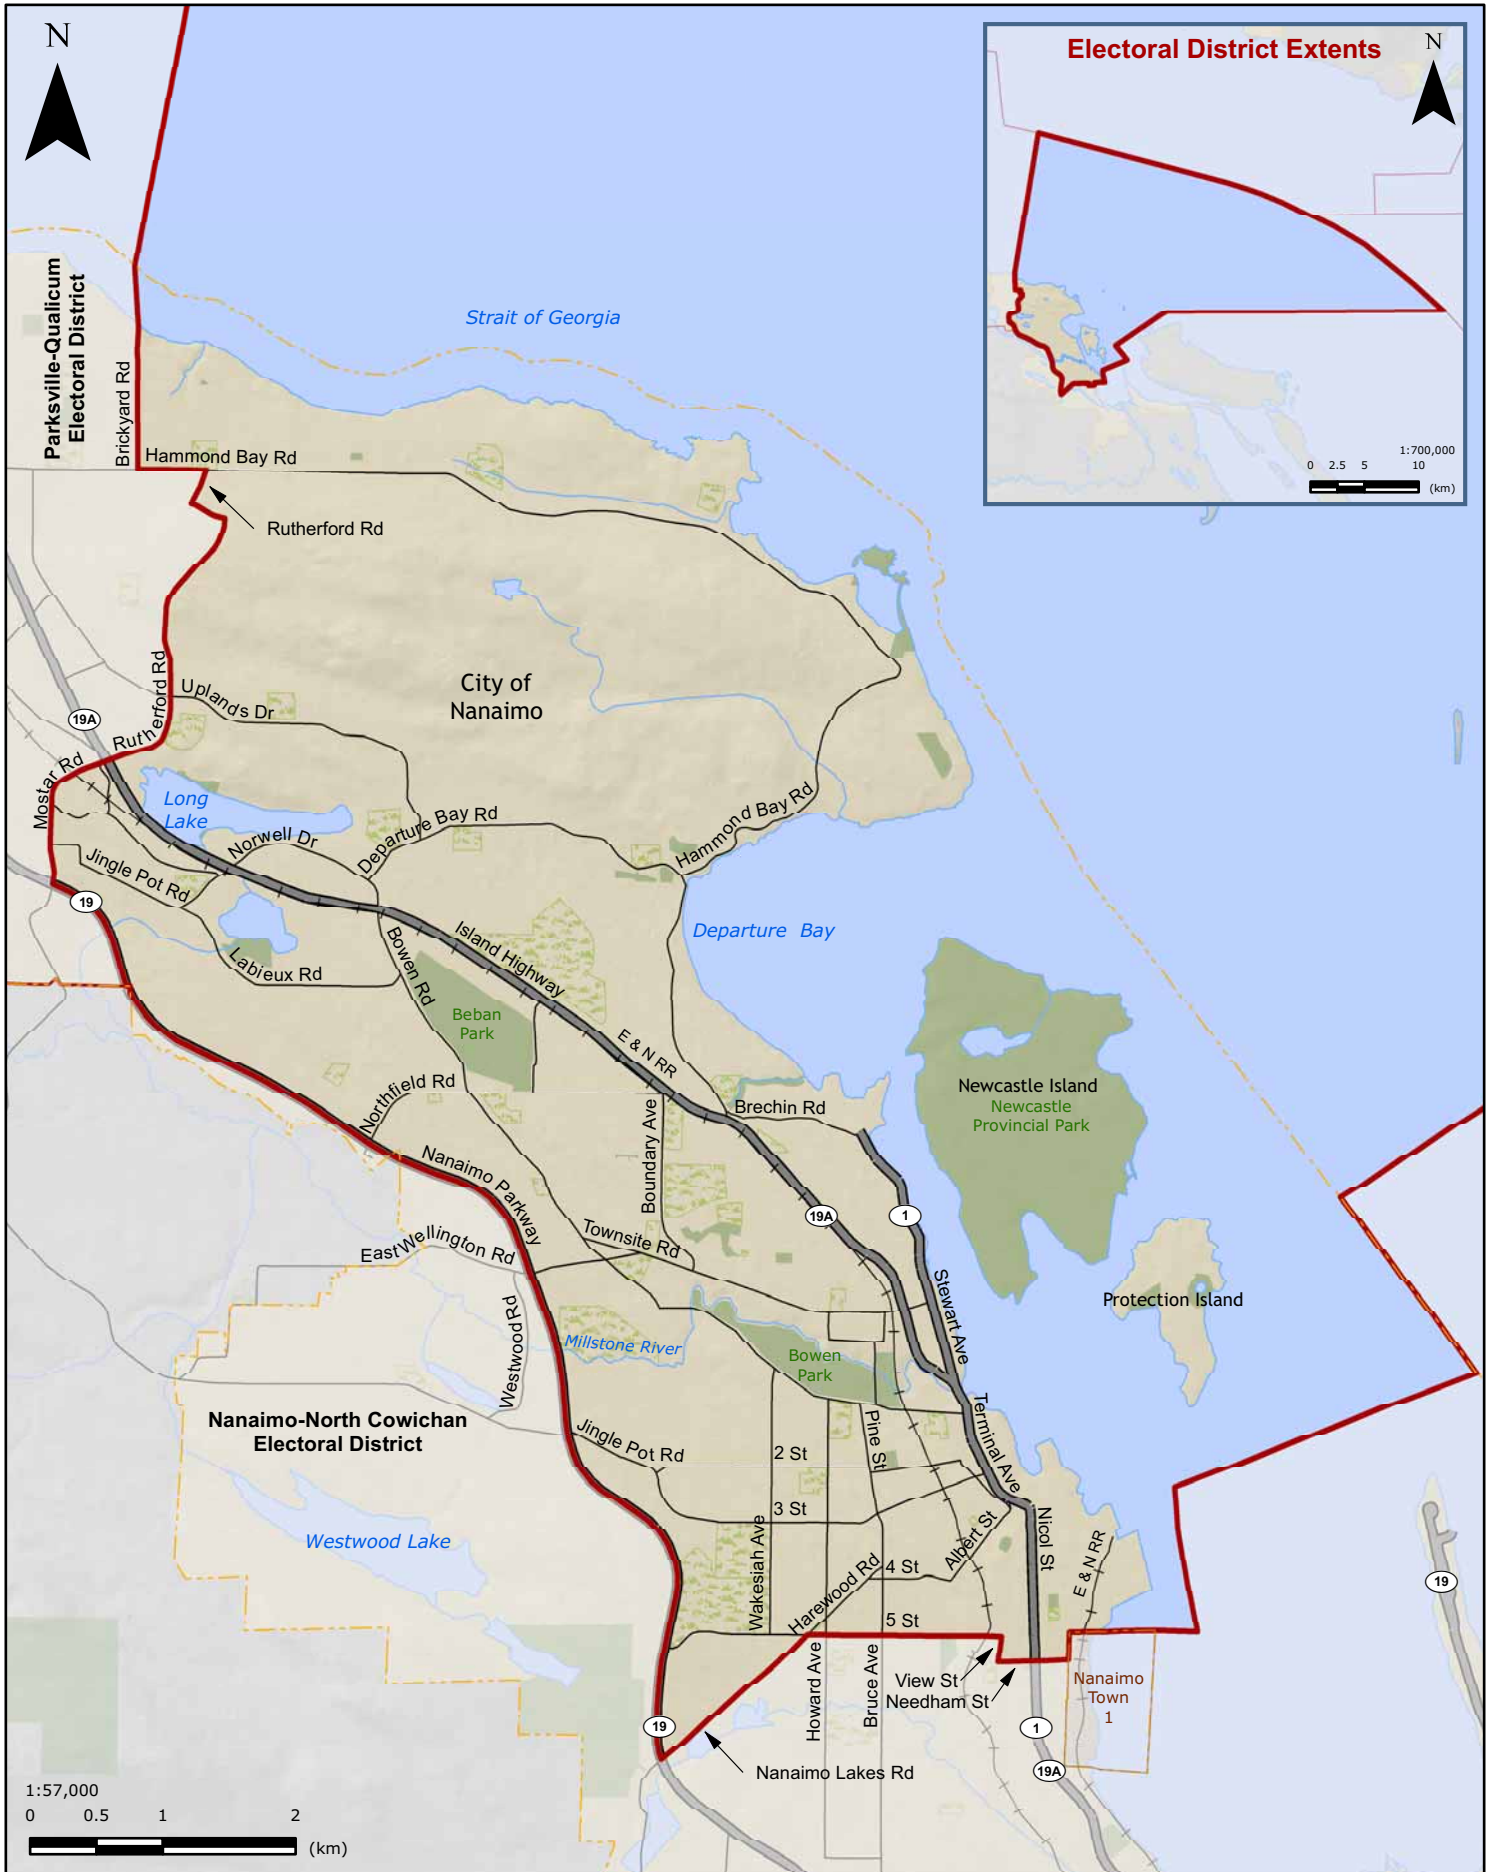 N
Electoral District Extents
N
1:700,000
0 2.5 5 10
(km)
Parksville-Qualicum
Electoral District
Strait of Georgia
Brickyard Rd
Hammond Bay Rd
Rutherford Rd
City of
Nanaimo
Rutherford Rd
Uplands Dr
19A
Mostar Rd
Long
Lake
Norwell Dr
Departure Bay Rd
Hammond Bay Rd
Jingle Pot Rd
19
Labieux Rd
Bowen Rd
Island Highway
Departure Bay
Beban
Park
E & N RR
Northfield Rd
Boundary Ave
Brechin Rd
Newcastle Island
Newcastle
Provincial Park
Nanaimo Parkway
East Wellington Rd
Townsite Rd
19A
1
Stewart Ave
Protection Island
Westwood Rd
Millstone River
Bowen
Park
Nanaimo-North Cowichan
Electoral District
Jingle Pot Rd
2 St
Pine St
Terminal Ave
3 St
Westwood Lake
Wakesiah Ave
Albert St
Nicol St
E & N RR
Harewood Rd
4 St
19
5 St
Howard Ave
Bruce Ave
View St
Needham St
Nanaimo
Town
1
19
1
Nanaimo Lakes Rd
19A
1:57,000
0 0.5 1 2
(km)